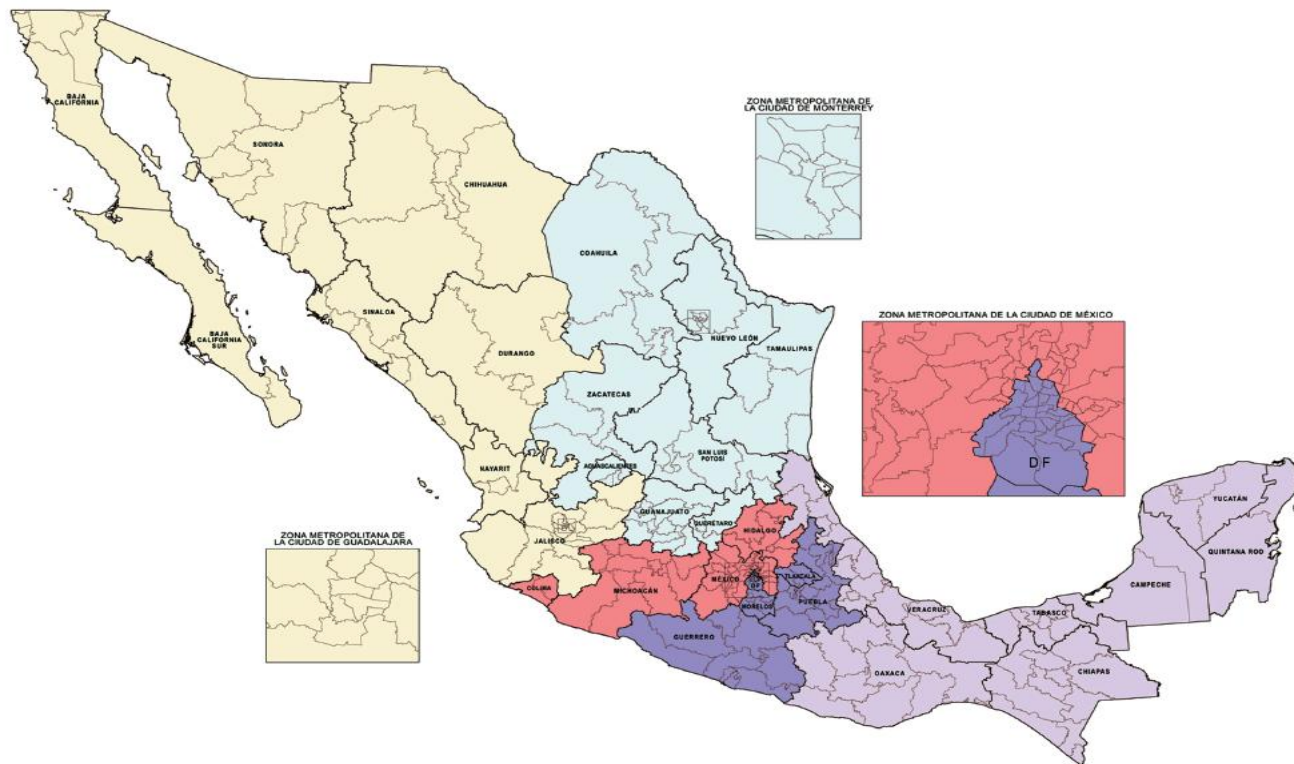 BAJA
CALIFORNIA
SONORA
CHIHUAHUA
ZONA METROPOLITANA DE
LA CIUDAD DE MONTERREY
COAHUILA
BAJA
CALIFORNIA
SUR
SINALOA
DURANGO
NUEVO LEÓN
TAMAULIPAS
ZONA METROPOLITANA DE LA CIUDAD DE MÉXICO
DF
ZACATECAS
NAYARIT
AGUASCALIENTES
SAN LUIS
POTOSÍ
GUANAJUATO
QUERÉTARO
HIDALGO
JALISCO
ZONA METROPOLITANA DE
LA CIUDAD DE GUADALAJARA
COLIMA
MICHOACÁN
MÉXICO
DF
TLAXCALA
MORELOS
PUEBLA
GUERRERO
VERACRUZ
OAXACA
TABASCO
CHIAPAS
CAMPECHE
YUCATÁN
QUINTANA ROO